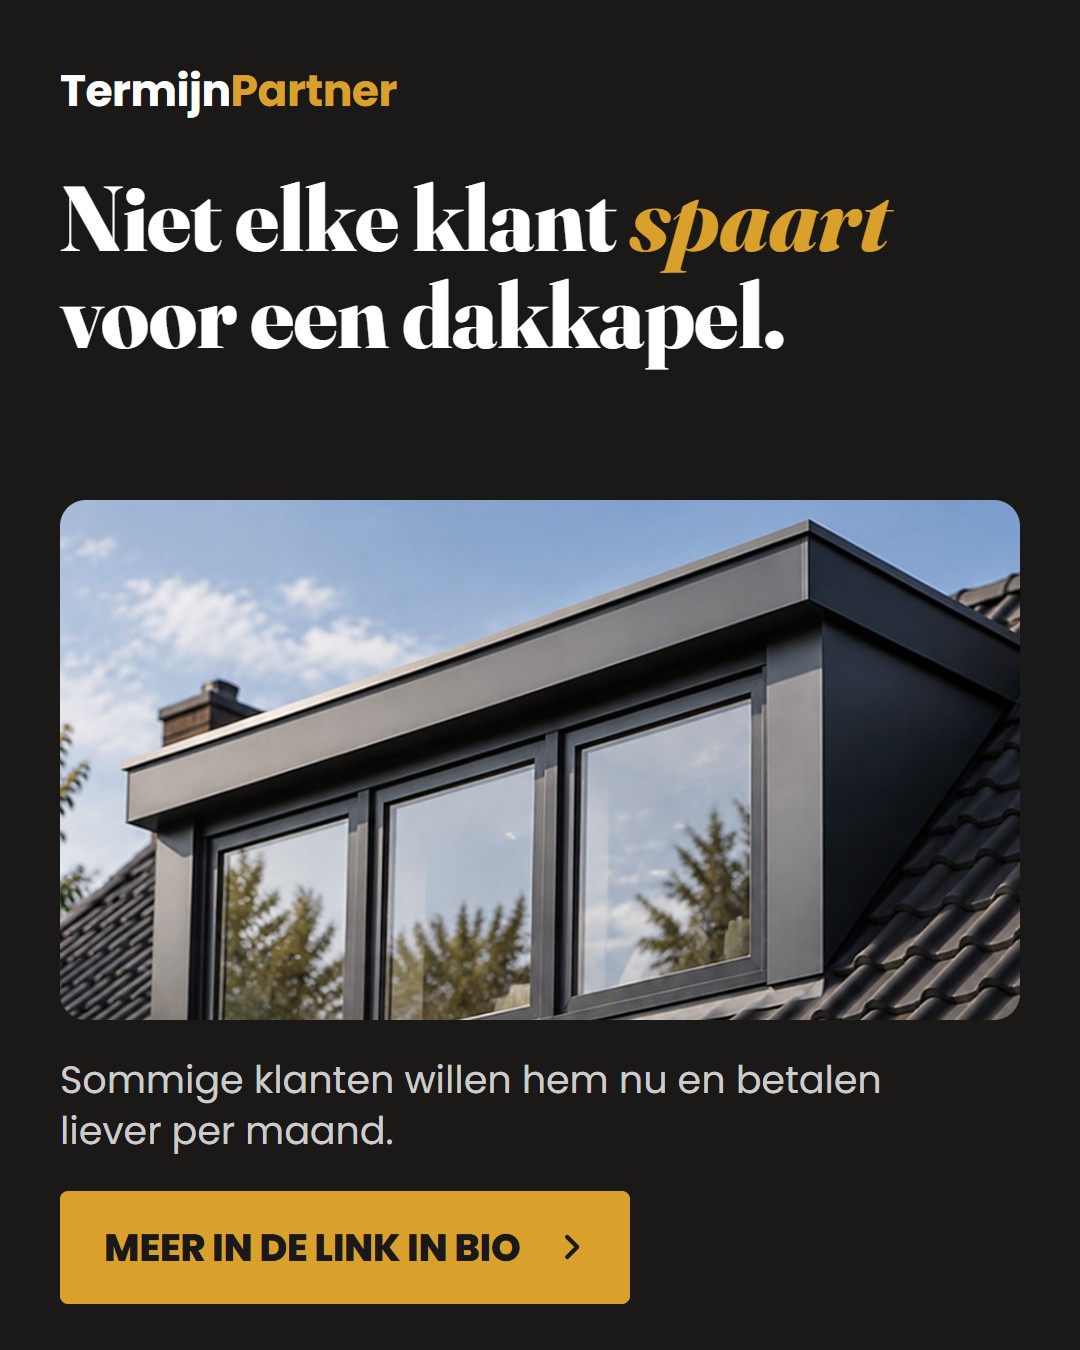 TermijnPartner
Niet elke klant spaart
voor een dakkapel.
Sommige klanten willen hem nu en betalen
liever per maand.
MEER IN DE LINK IN BIO